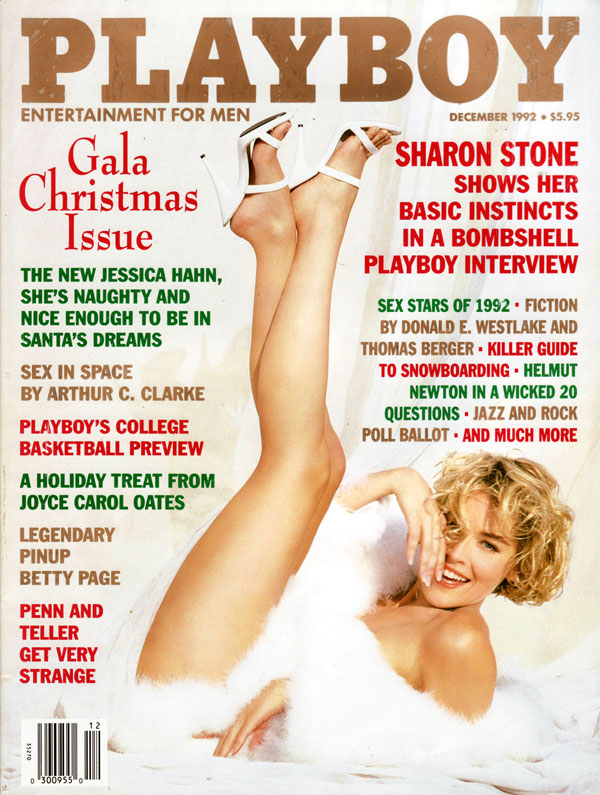 PLAYBOY
ENTERTAINMENT FOR MEN
DECEMBER 1992 • $5.95
Gala
Christmas
Issue
THE NEW JESSICA HAHN,
SHE'S NAUGHTY AND
NICE ENOUGH TO BE IN
SANTA'S DREAMS
SEX IN SPACE
BY ARTHUR C. CLARKE
PLAYBOY'S COLLEGE
BASKETBALL PREVIEW
A HOLIDAY TREAT FROM
JOYCE CAROL OATES
LEGENDARY
PINUP
BETTY PAGE
PENN AND
TELLER
GET VERY
STRANGE
SHARON STONE
SHOWS HER
BASIC INSTINCTS
IN A BOMBSHELL
PLAYBOY INTERVIEW
SEX STARS OF 1992 • FICTION
BY DONALD E. WESTLAKE AND
THOMAS BERGER • KILLER GUIDE
TO SNOWBOARDING • HELMUT
NEWTON IN A WICKED 20
QUESTIONS • JAZZ AND ROCK
POLL BALLOT • AND MUCH MORE
12
35270
0 300955 0